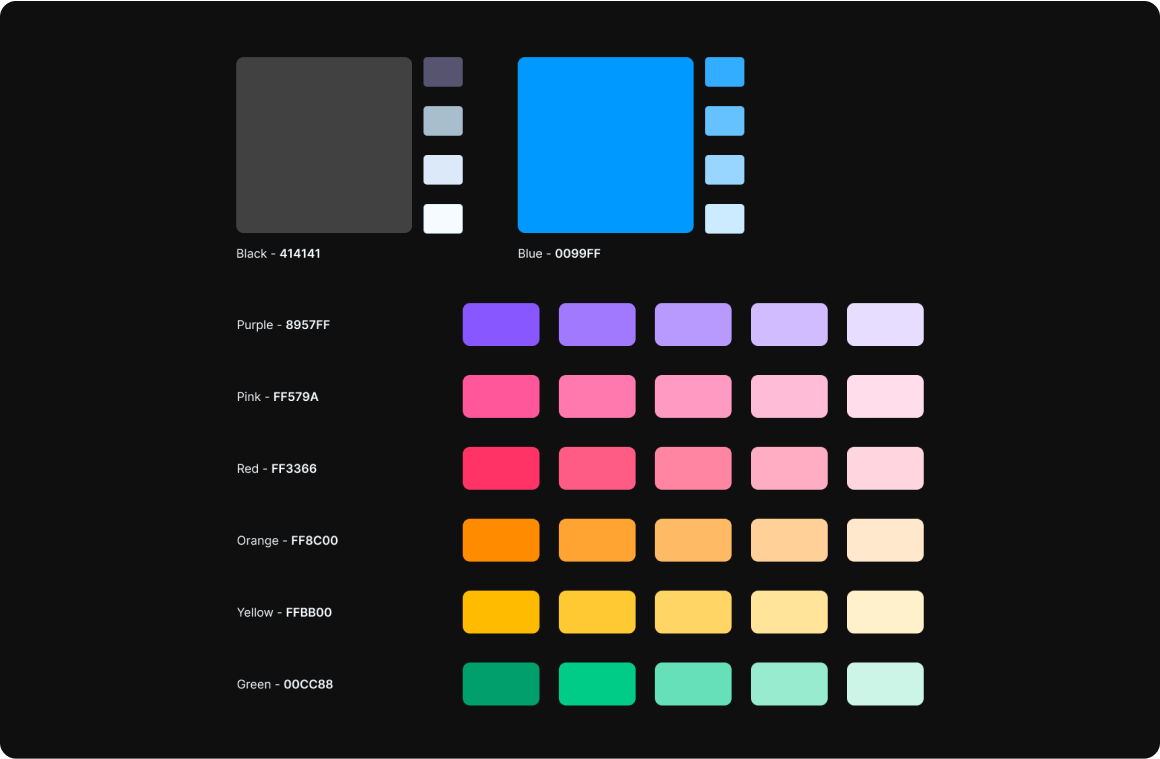 Black - 414141
Blue - 0099FF
Purple - 8957FF
Pink - FF579A
Red - FF3366
Orange - FF8C00
Yellow - FFBB00
Green - 00CC88